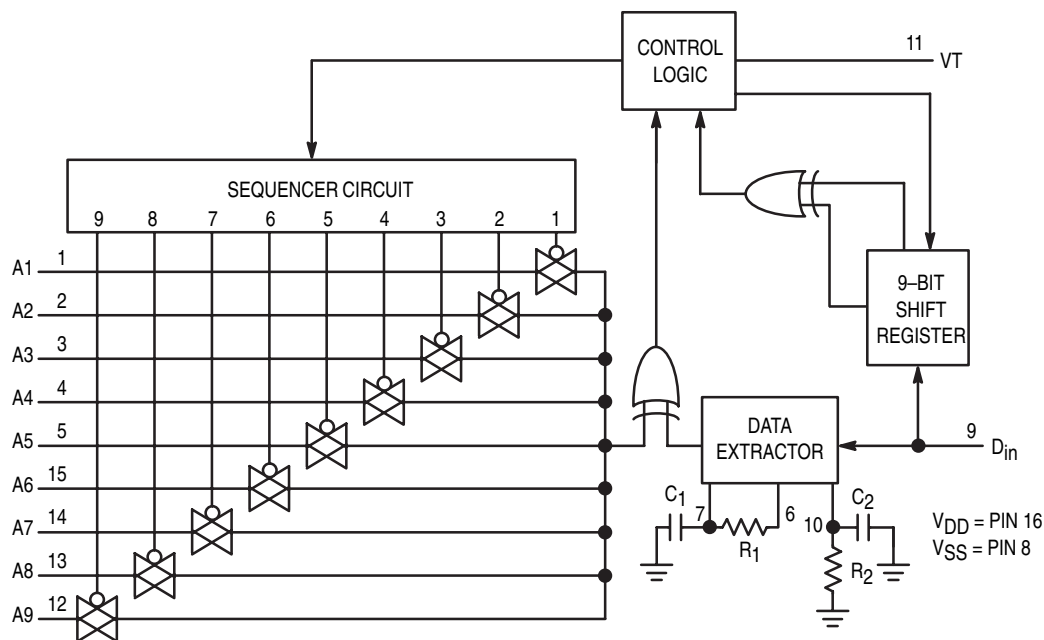 CONTROL
LOGIC
11
VT
SEQUENCER CIRCUIT
9 8 7 6 5 4 3 2 1
A1 1
A2 2
A3 3
A4 4
A5 5
A6 15
A7 14
A8 13
A9 12
9–BIT
SHIFT
REGISTER
DATA
EXTRACTOR
9
Din
C1
7
R1
6
10
C2
R2
VDD = PIN 16
VSS = PIN 8